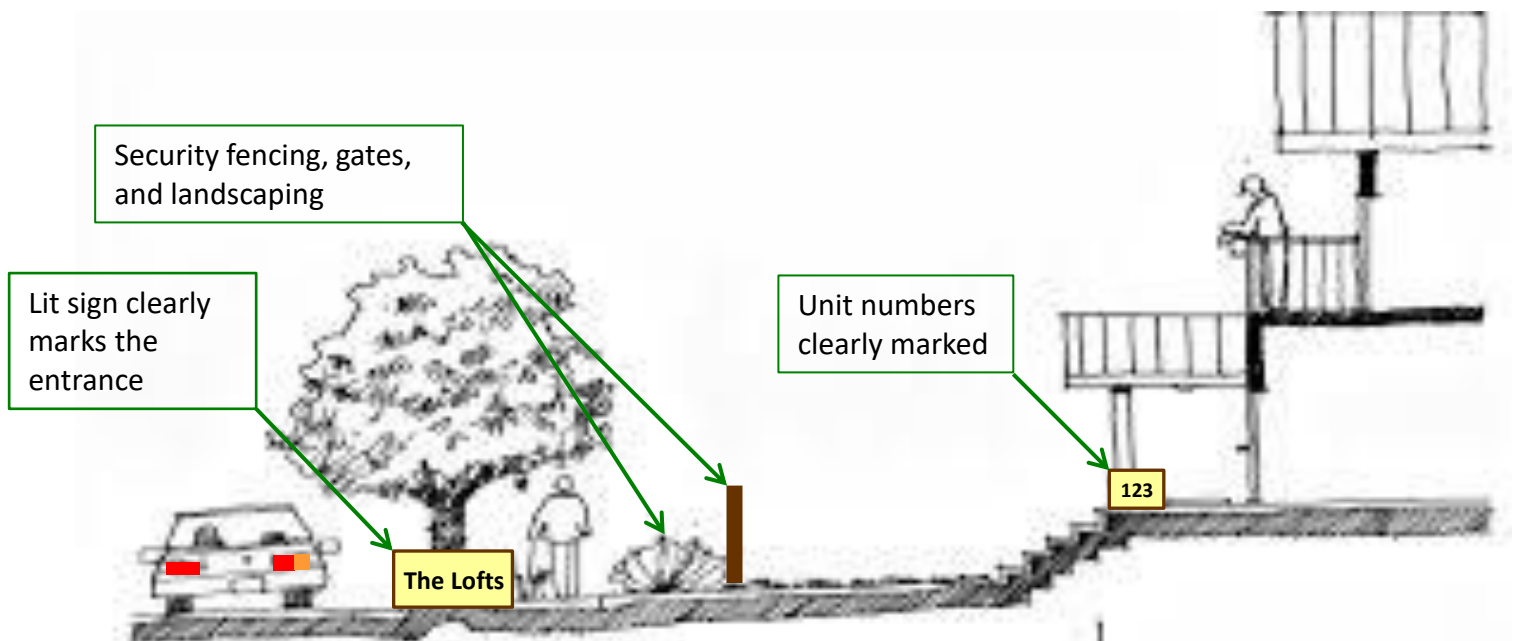 Security fencing, gates,
and landscaping
Lit sign clearly
marks the
entrance
Unit numbers
clearly marked
123
The Lofts